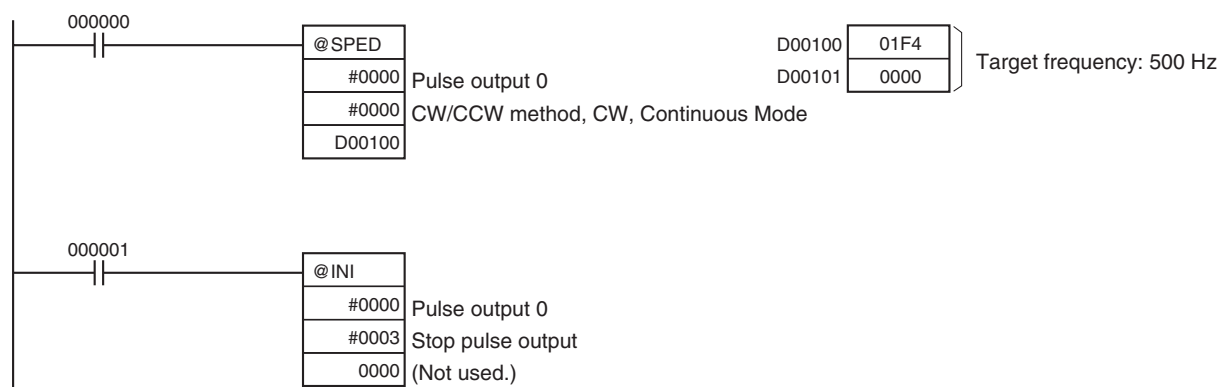 000000
@SPED
#0000 Pulse output 0
#0000 CW/CCW method, CW, Continuous Mode
D00100
D00100 01F4
D00101 0000
Target frequency: 500 Hz
000001
@INI
#0000 Pulse output 0
#0003 Stop pulse output
0000 (Not used.)